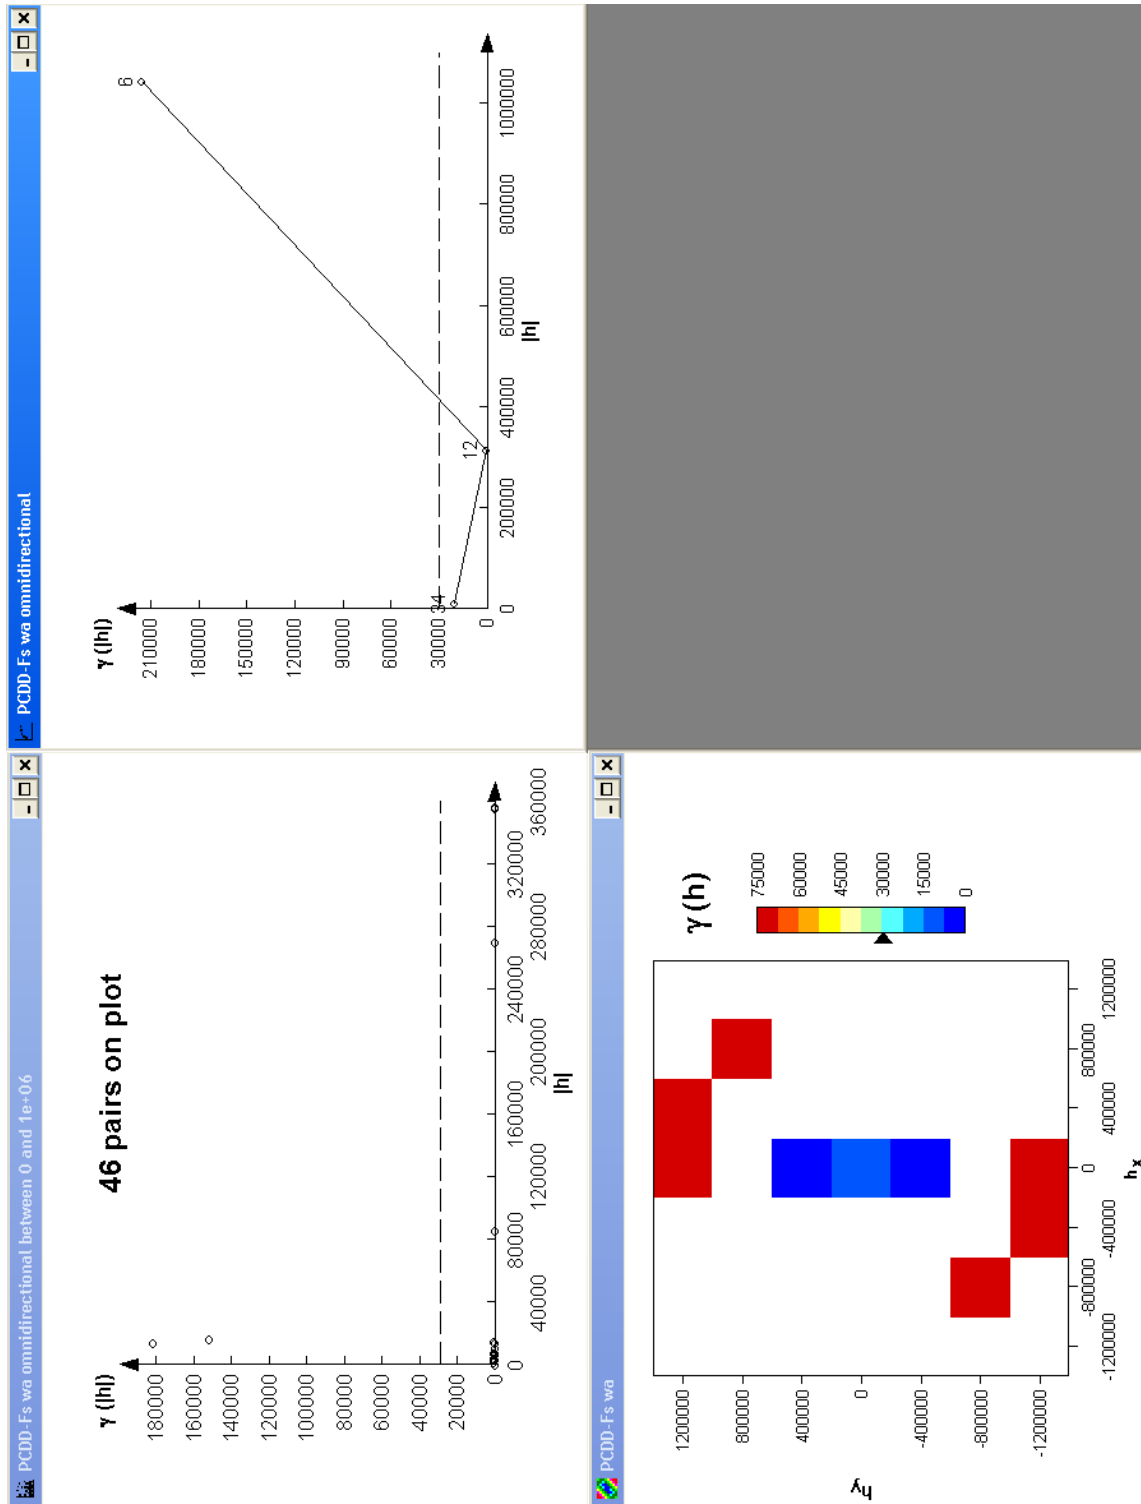 PCDD-Fs wa omnidirectional between 0 and 1e+06
γ (|h|)
46 pairs on plot
180000
160000
140000
120000
100000
80000
60000
40000
20000
0
0 40000 80000 120000 160000 200000 240000 280000 320000 360000
|h|
PCDD-Fs wa omnidirectional
γ (|h|)
210000
180000
150000
120000
90000
60000
30000
0
34
12
6
0 200000 400000 600000 800000 1000000
|h|
PCDD-Fs wa
hy
1200000
800000
400000
0
-400000
-800000
-1200000
-1200000 -800000 -400000 0 400000 800000 1200000
hx
γ (h)
75000
60000
45000
30000
15000
0